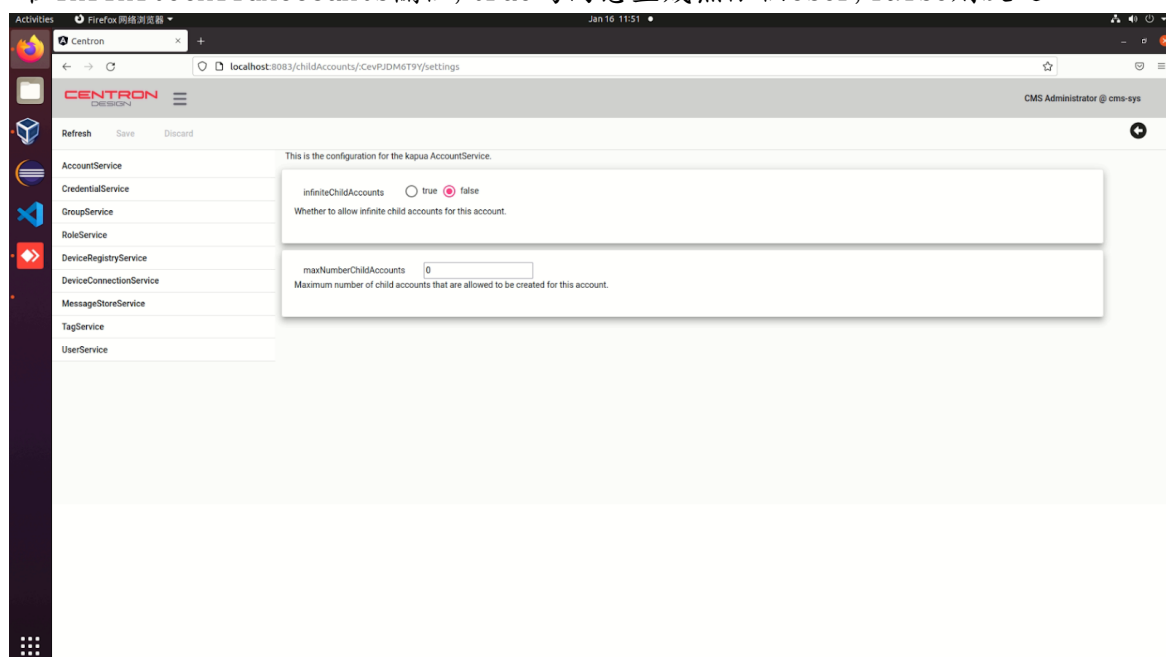 Activities Firefox 网络浏览器 Jan 16 11:51
Centron
localhost:8083/childAccounts/:CevPJDM6T9Y/settings
CENTRON
DESIGN
CMS Administrator @ cms-sys
Refresh Save Discard
This is the configuration for the kapua AccountService.
AccountService
CredentialService
GroupService
RoleService
DeviceRegistryService
DeviceConnectionService
MessageStoreService
TagService
UserService
infiniteChildAccounts true false
Whether to allow infinite child accounts for this account.
maxNumberChildAccounts 0
Maximum number of child accounts that are allowed to be created for this account.